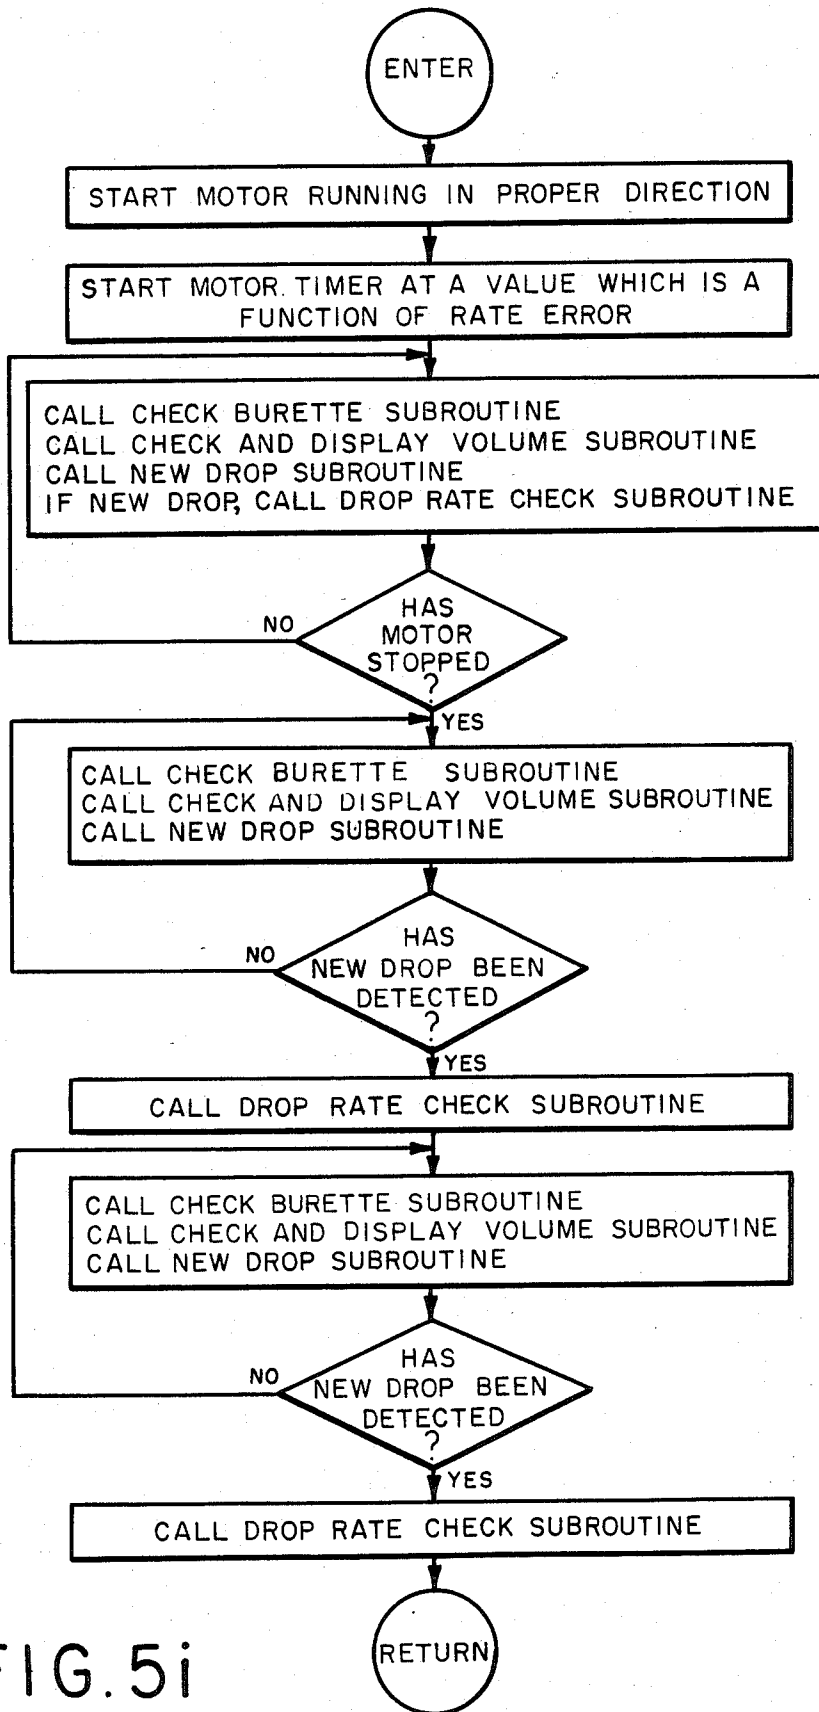 ENTER
START MOTOR RUNNING IN PROPER DIRECTION
START MOTOR TIMER AT A VALUE WHICH IS A
FUNCTION OF RATE ERROR
CALL CHECK BURETTE SUBROUTINE
CALL CHECK AND DISPLAY VOLUME SUBROUTINE
CALL NEW DROP SUBROUTINE
IF NEW DROP, CALL DROP RATE CHECK SUBROUTINE
HAS
MOTOR
STOPPED
?
NO
YES
CALL CHECK BURETTE SUBROUTINE
CALL CHECK AND DISPLAY VOLUME SUBROUTINE
CALL NEW DROP SUBROUTINE
HAS
NEW DROP BEEN
DETECTED
?
NO
YES
CALL DROP RATE CHECK SUBROUTINE
CALL CHECK BURETTE SUBROUTINE
CALL CHECK AND DISPLAY VOLUME SUBROUTINE
CALL NEW DROP SUBROUTINE
HAS
NEW DROP BEEN
DETECTED
?
NO
YES
CALL DROP RATE CHECK SUBROUTINE
RETURN
FIG. 5i